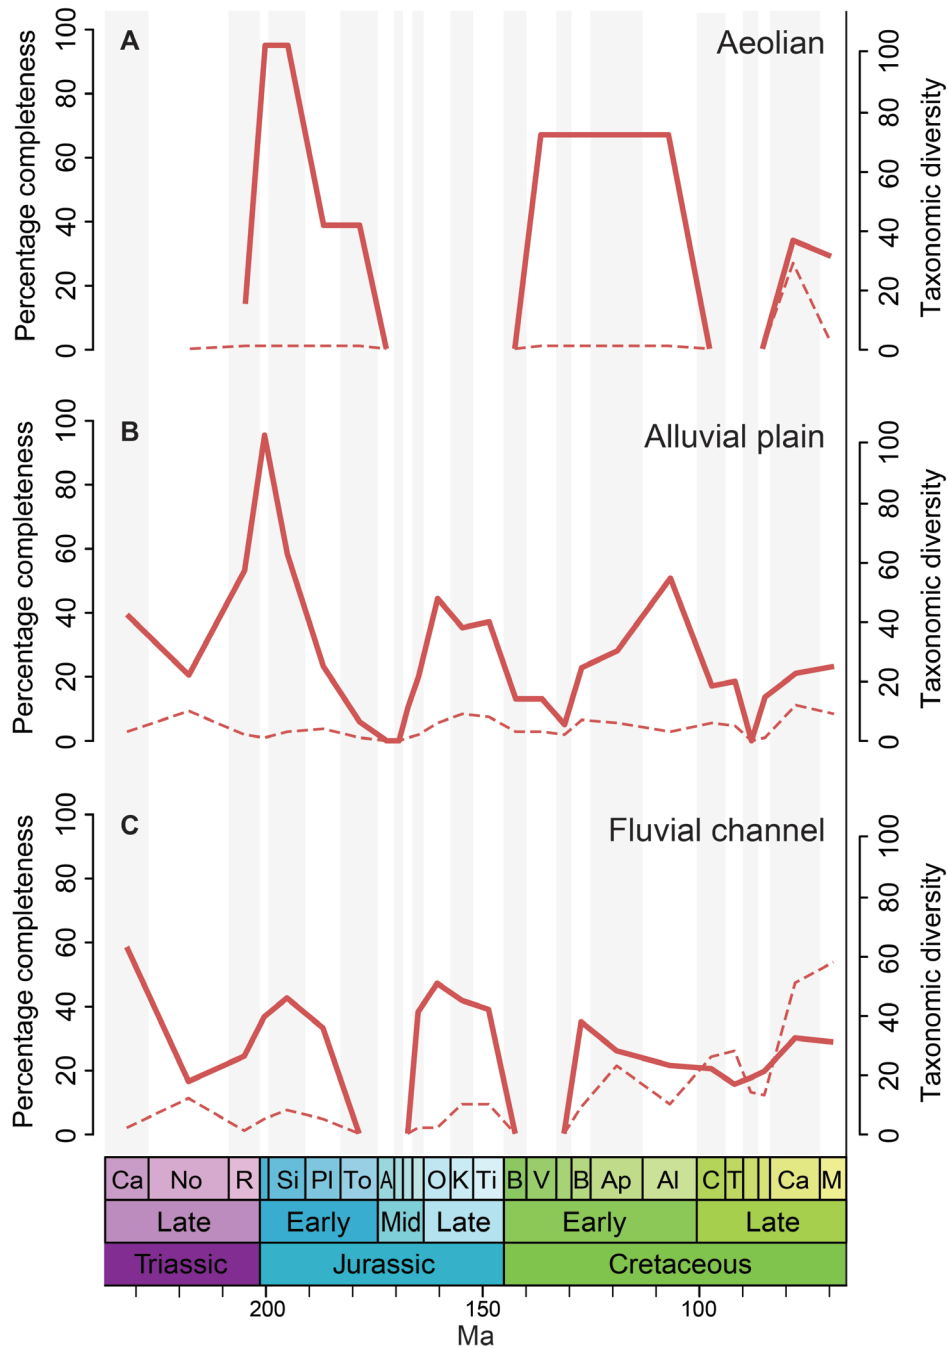 A
Aeolian
Percentage completeness
0 20 40 60 80 100
Taxonomic diversity
0 20 40 60 80 100
B
Alluvial plain
Percentage completeness
0 20 40 60 80 100
Taxonomic diversity
0 20 40 60 80 100
C
Fluvial channel
Percentage completeness
0 20 40 60 80 100
Taxonomic diversity
0 20 40 60 80 100
Ca No R Si Pl To A O K Ti B V B Ap Al C T Ca M
Late Early Mid Late Early Late
Triassic Jurassic Cretaceous
200 150 100
Ma